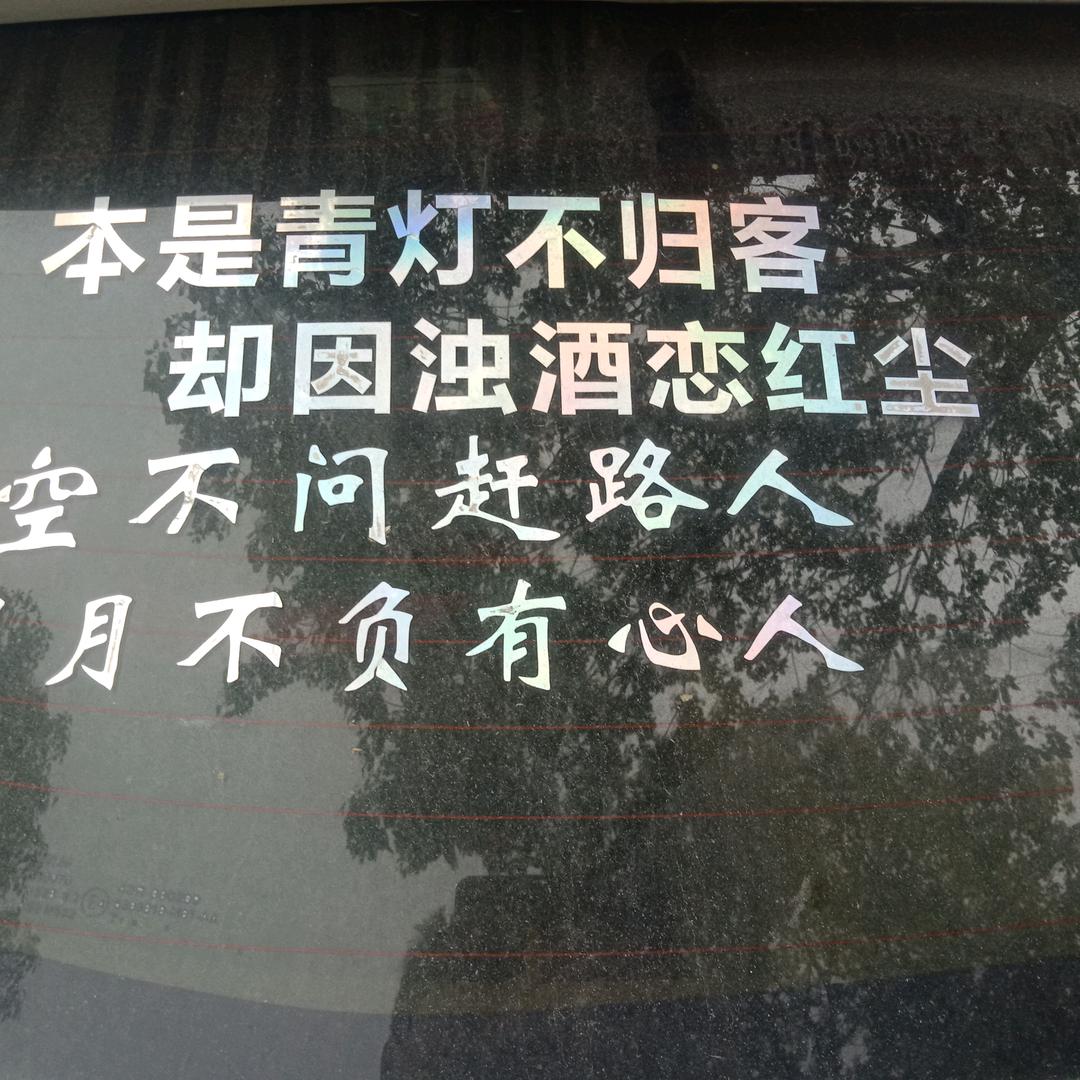 本是青灯不归客
却因浊酒恋红尘
空不问赶路人
月不负有心人